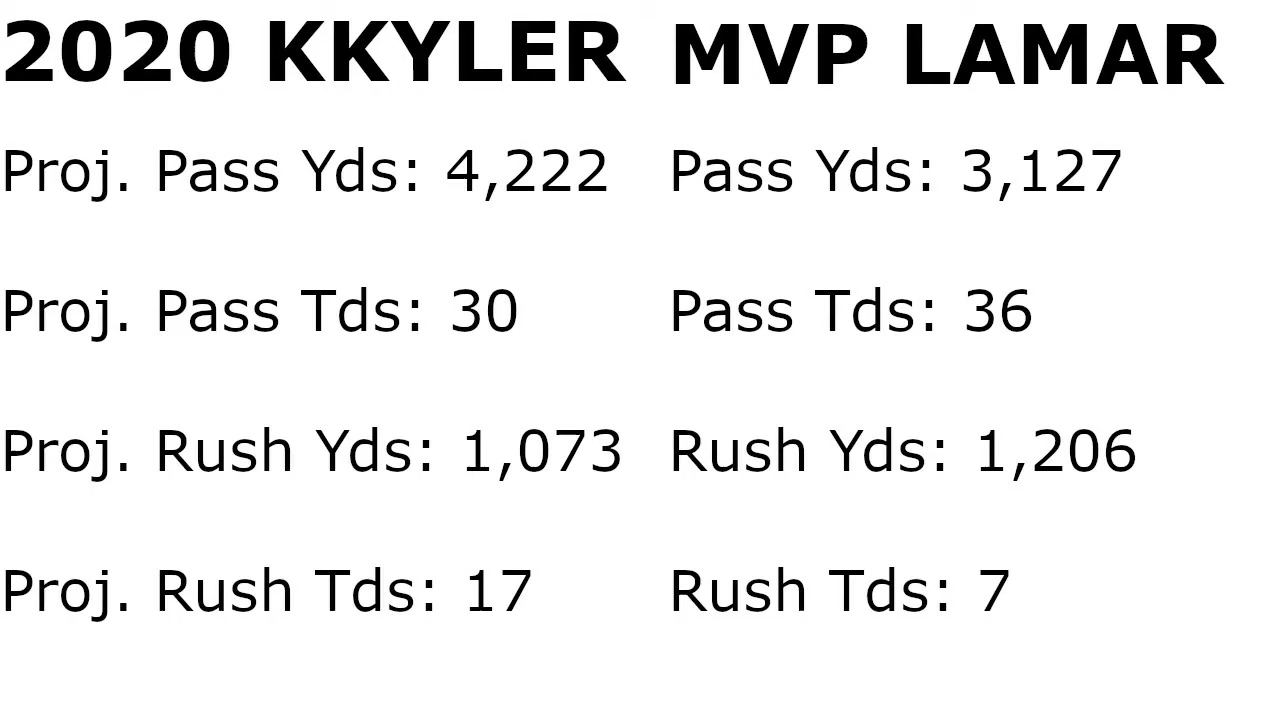 2020 KKYLER
Proj. Pass Yds: 4,222
Proj. Pass Tds: 30
Proj. Rush Yds: 1,073
Proj. Rush Tds: 17
MVP LAMAR
Pass Yds: 3,127
Pass Tds: 36
Rush Yds: 1,206
Rush Tds: 7